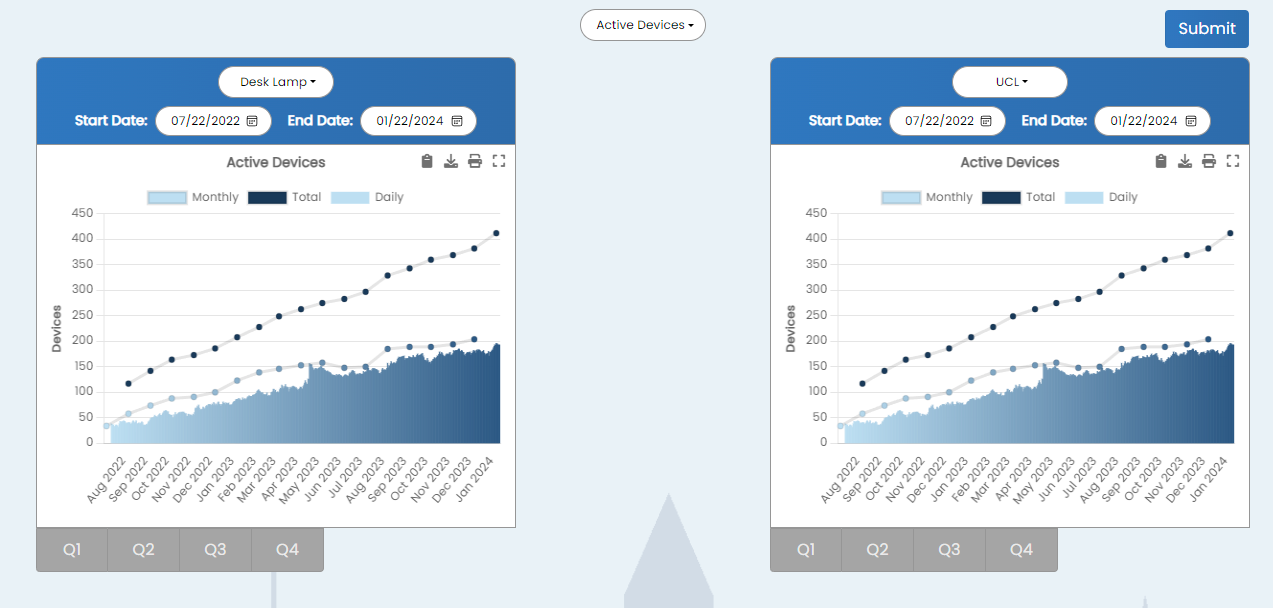 Active Devices
Submit
Desk Lamp
Start Date: 07/22/2022 End Date: 01/22/2024
Active Devices
Monthly Total Daily
450
400
350
300
250
200
150
100
50
0
Devices
Aug 2022
Sep 2022
Oct 2022
Nov 2022
Dec 2022
Jan 2023
Feb 2023
Mar 2023
Apr 2023
May 2023
Jun 2023
Jul 2023
Aug 2023
Sep 2023
Oct 2023
Nov 2023
Dec 2023
Jan 2024
Q1 Q2 Q3 Q4
UCL
Start Date: 07/22/2022 End Date: 01/22/2024
Active Devices
Monthly Total Daily
450
400
350
300
250
200
150
100
50
0
Devices
Aug 2022
Sep 2022
Oct 2022
Nov 2022
Dec 2022
Jan 2023
Feb 2023
Mar 2023
Apr 2023
May 2023
Jun 2023
Jul 2023
Aug 2023
Sep 2023
Oct 2023
Nov 2023
Dec 2023
Jan 2024
Q1 Q2 Q3 Q4